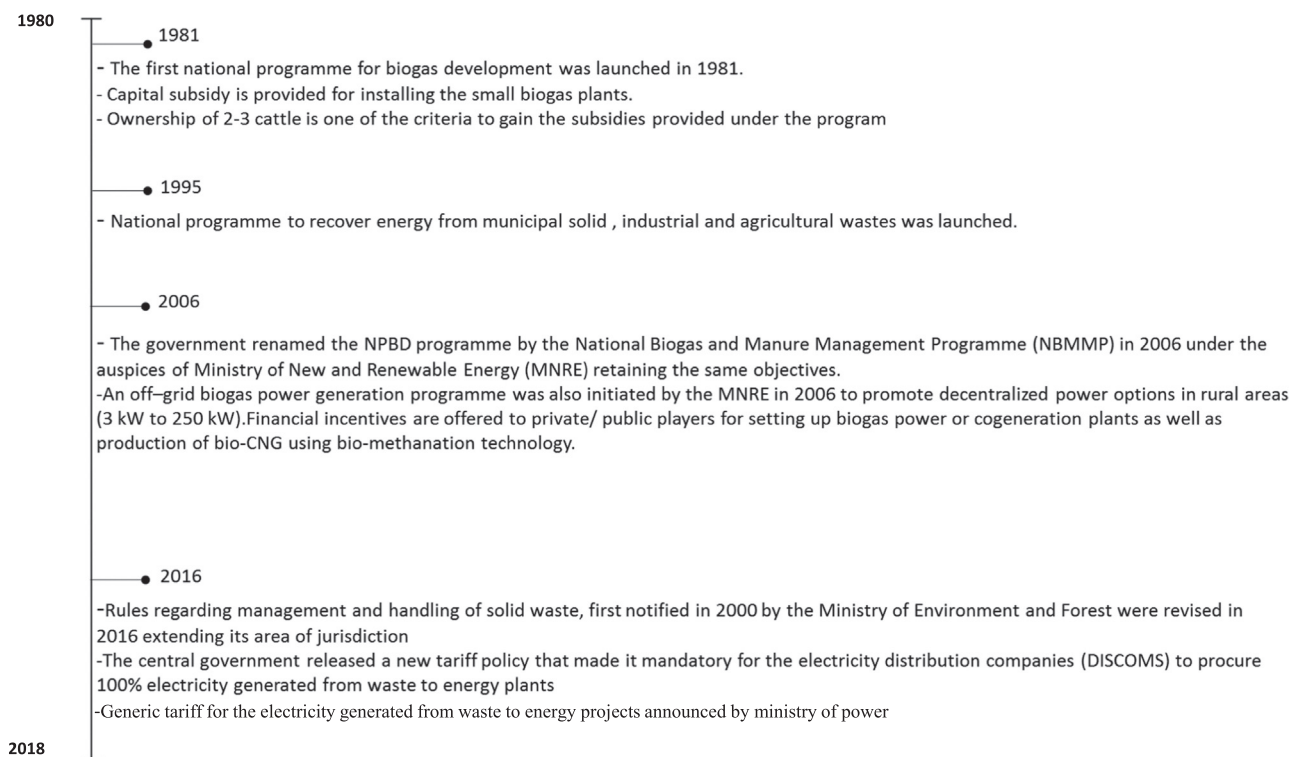 1980
1981
- The first national programme for biogas development was launched in 1981.
- Capital subsidy is provided for installing the small biogas plants.
- Ownership of 2-3 cattle is one of the criteria to gain the subsidies provided under the program
1995
- National programme to recover energy from municipal solid , industrial and agricultural wastes was launched.
2006
- The government renamed the NPBD programme by the National Biogas and Manure Management Programme (NBMMP) in 2006 under the
auspices of Ministry of New and Renewable Energy (MNRE) retaining the same objectives.
-An off–grid biogas power generation programme was also initiated by the MNRE in 2006 to promote decentralized power options in rural areas
(3 kW to 250 kW).Financial incentives are offered to private/ public players for setting up biogas power or cogeneration plants as well as
production of bio-CNG using bio-methanation technology.
2016
-Rules regarding management and handling of solid waste, first notified in 2000 by the Ministry of Environment and Forest were revised in
2016 extending its area of jurisdiction
-The central government released a new tariff policy that made it mandatory for the electricity distribution companies (DISCOMS) to procure
100% electricity generated from waste to energy plants
-Generic tariff for the electricity generated from waste to energy projects announced by ministry of power
2018